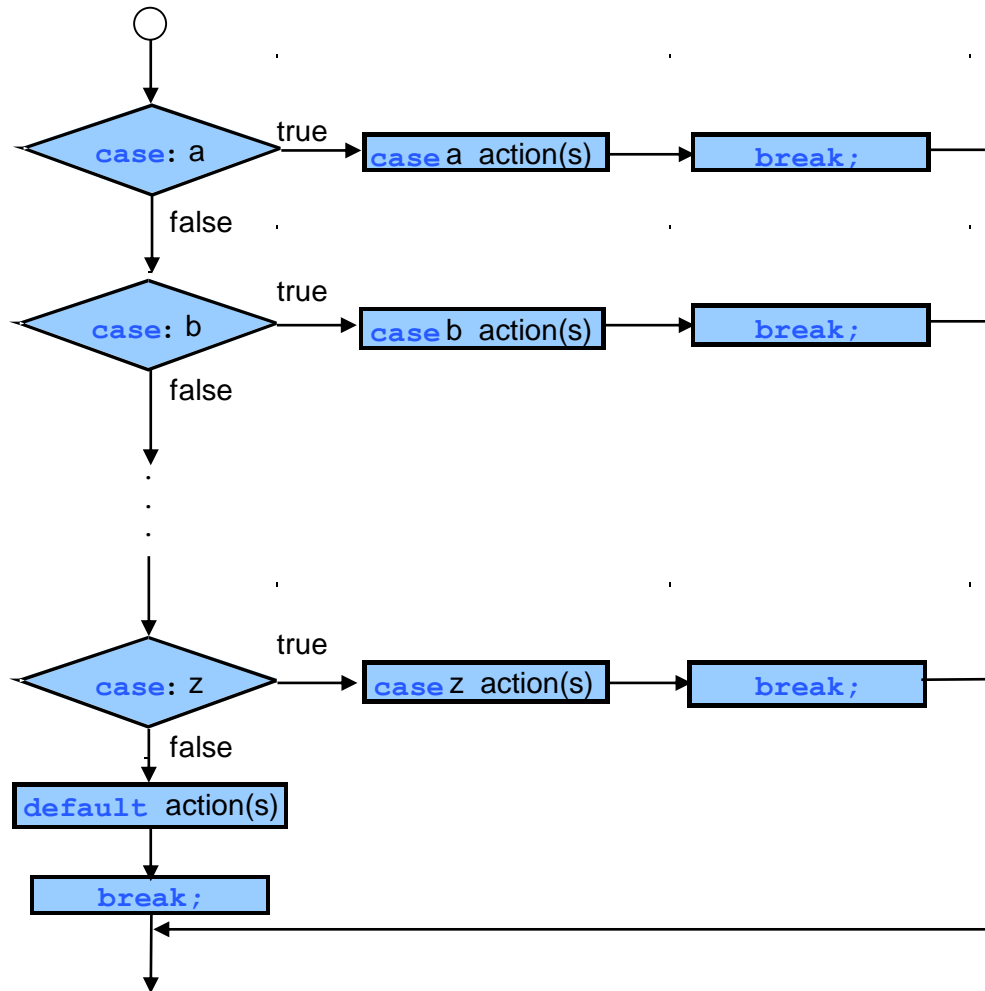 true
case: a
case a action(s)
break;
false
true
case: b
case b action(s)
break;
false
.
.
.
true
case: z
case z action(s)
break;
false
default action(s)
break;